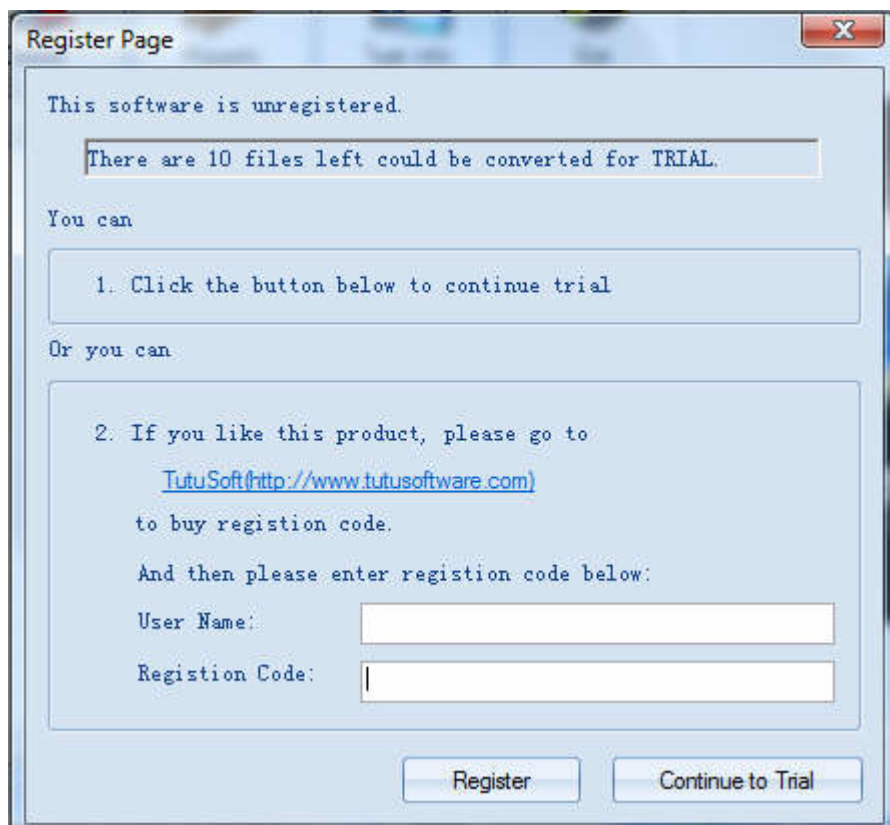 Register Page
This software is unregistered.
There are 10 files left could be converted for TRIAL.
You can
1. Click the button below to continue trial
Or you can
2. If you like this product, please go to
TutuSoft(http://www.tutusoftware.com)
to buy registion code.
And then please enter registion code below:
User Name:
Registion Code:
Register
Continue to Trial